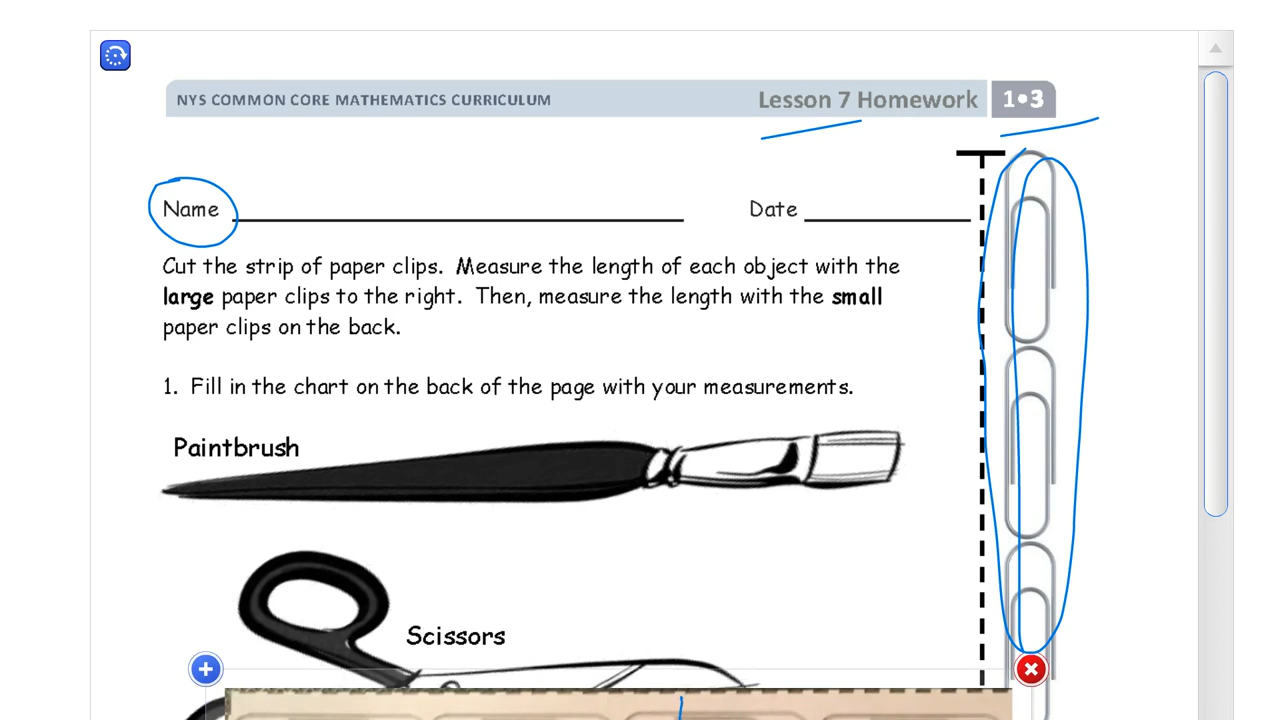 NYS COMMON CORE MATHEMATICS CURRICULUM Lesson 7 Homework 1•3
Name Date
Cut the strip of paper clips. Measure the length of each object with the
large paper clips to the right. Then, measure the length with the small
paper clips on the back.
1. Fill in the chart on the back of the page with your measurements.
Paintbrush
Scissors